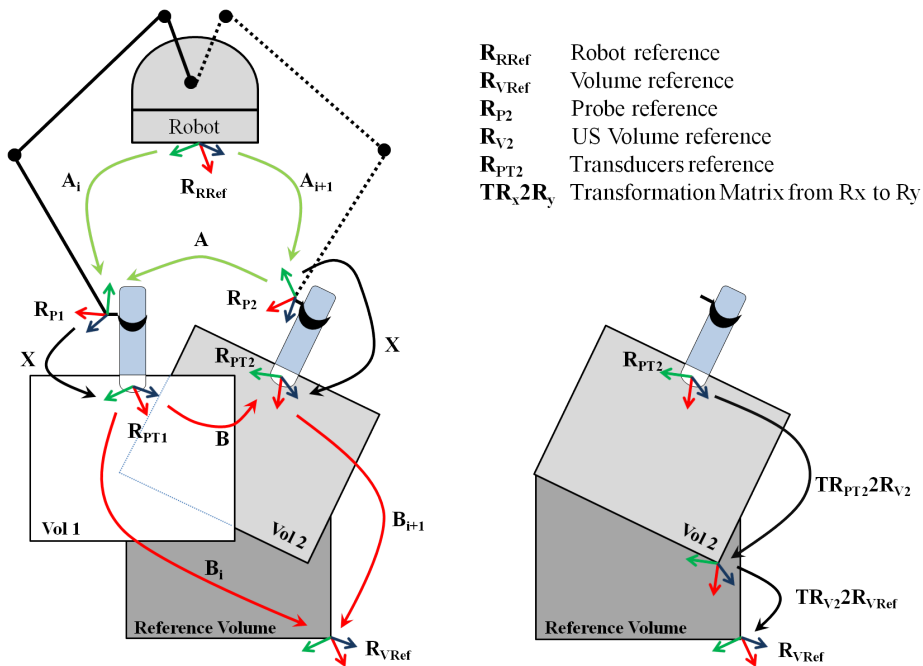 R_RRef Robot reference
R_VRef Volume reference
R_P2 Probe reference
R_V2 US Volume reference
R_PT2 Transducers reference
TR_x2R_y Transformation Matrix from Rx to Ry
Robot
R_RRef
A_i
A_i+1
A
R_P1
R_P2
X
X
R_PT1
R_PT2
B
Vol 1
Vol 2
B_i
B_i+1
Reference Volume
R_VRef
R_PT2
TR_PT22R_V2
Vol 2
TR_V22R_VRef
R_VRef